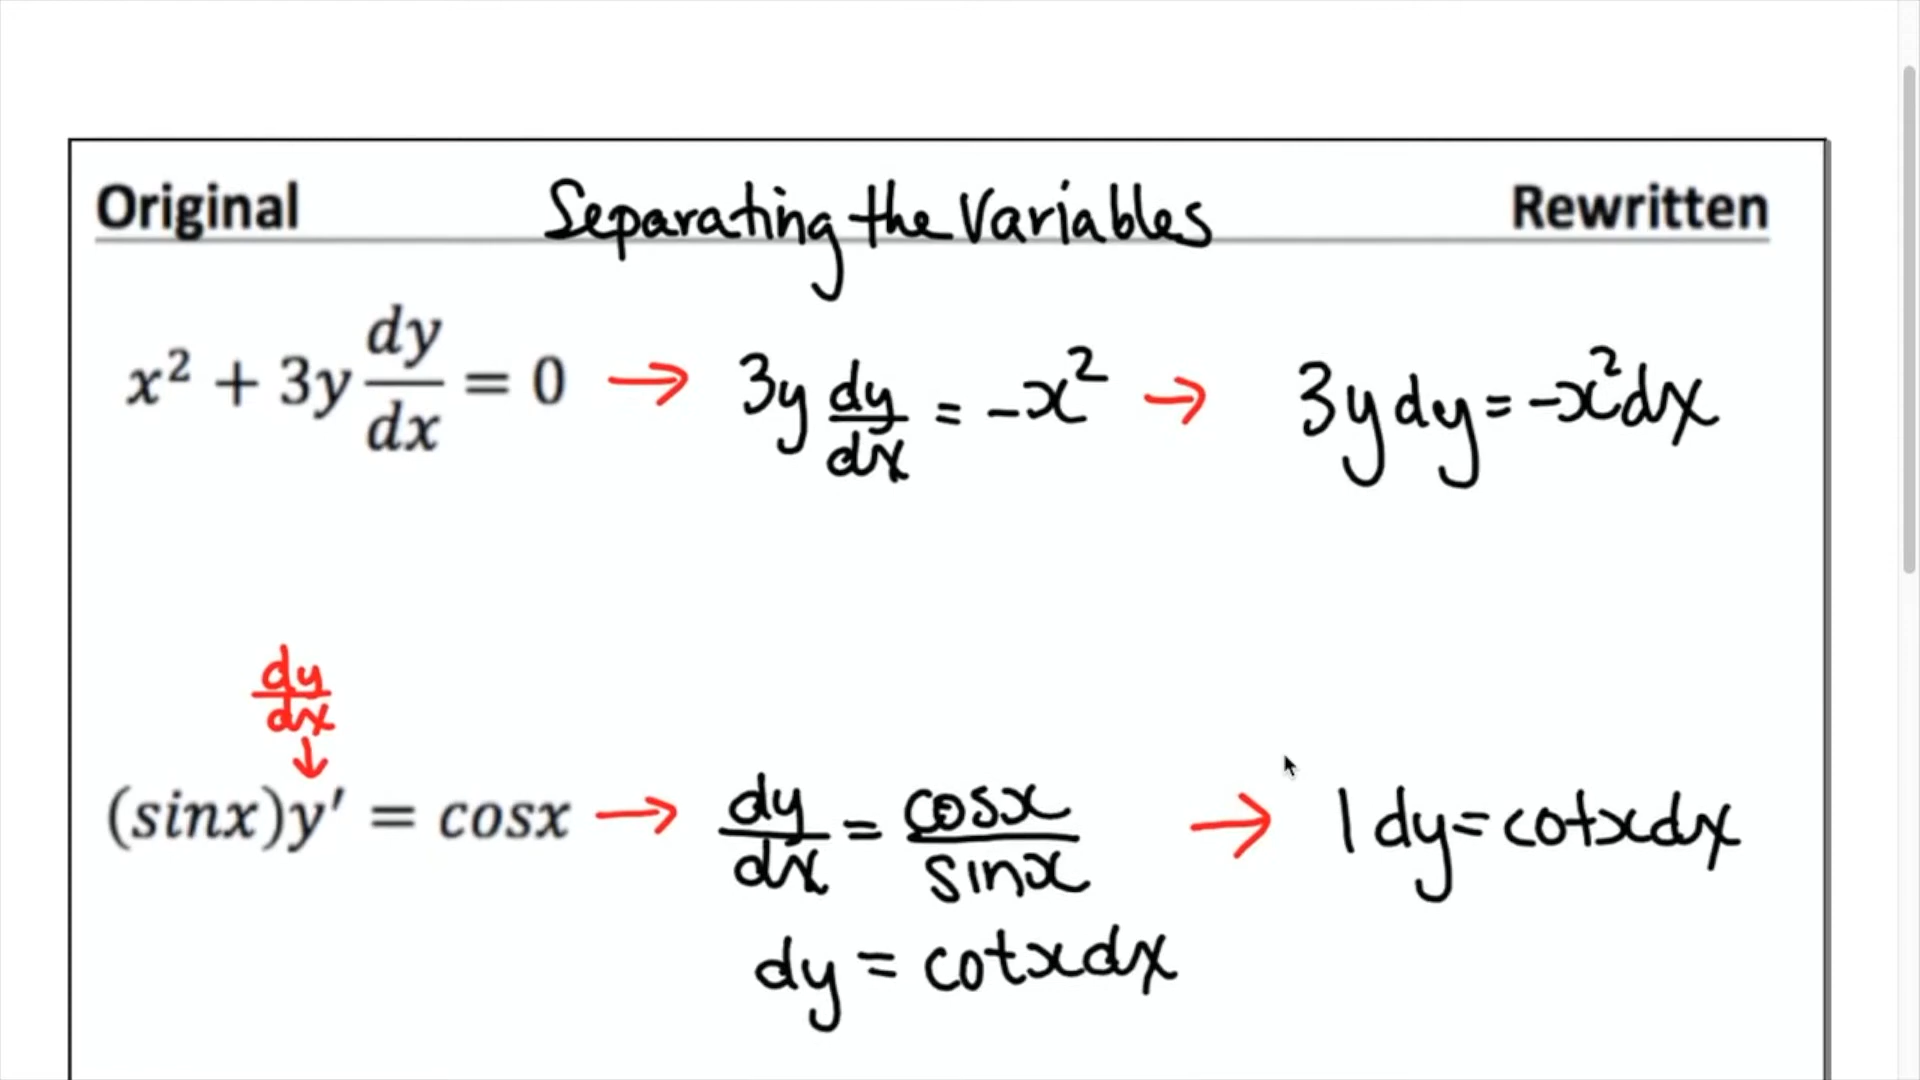 Original Separating the Variables Rewritten
x² + 3y dy/dx = 0 → 3y dy/dx = -x² → 3y dy = -x² dx
dy/dx
↓
(sinx)y′ = cosx → dy/dx = cosx/sinx → 1 dy = cotx dx
dy = cotx dx